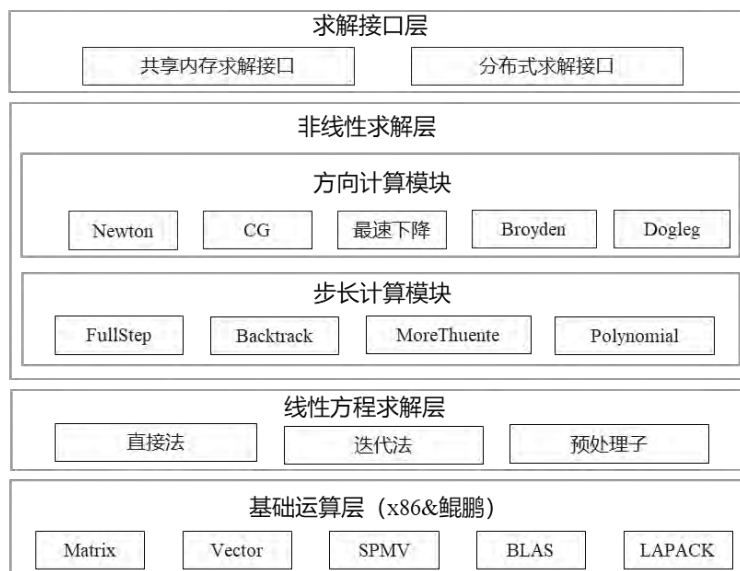 求解接口层
共享内存求解接口 分布式求解接口
非线性求解层
方向计算模块
Newton CG 最速下降 Broyden Dogleg
步长计算模块
FullStep Backtrack MoreThuente Polynomial
线性方程求解层
直接法 迭代法 预处理子
基础运算层（x86&鲲鹏）
Matrix Vector SPMV BLAS LAPACK